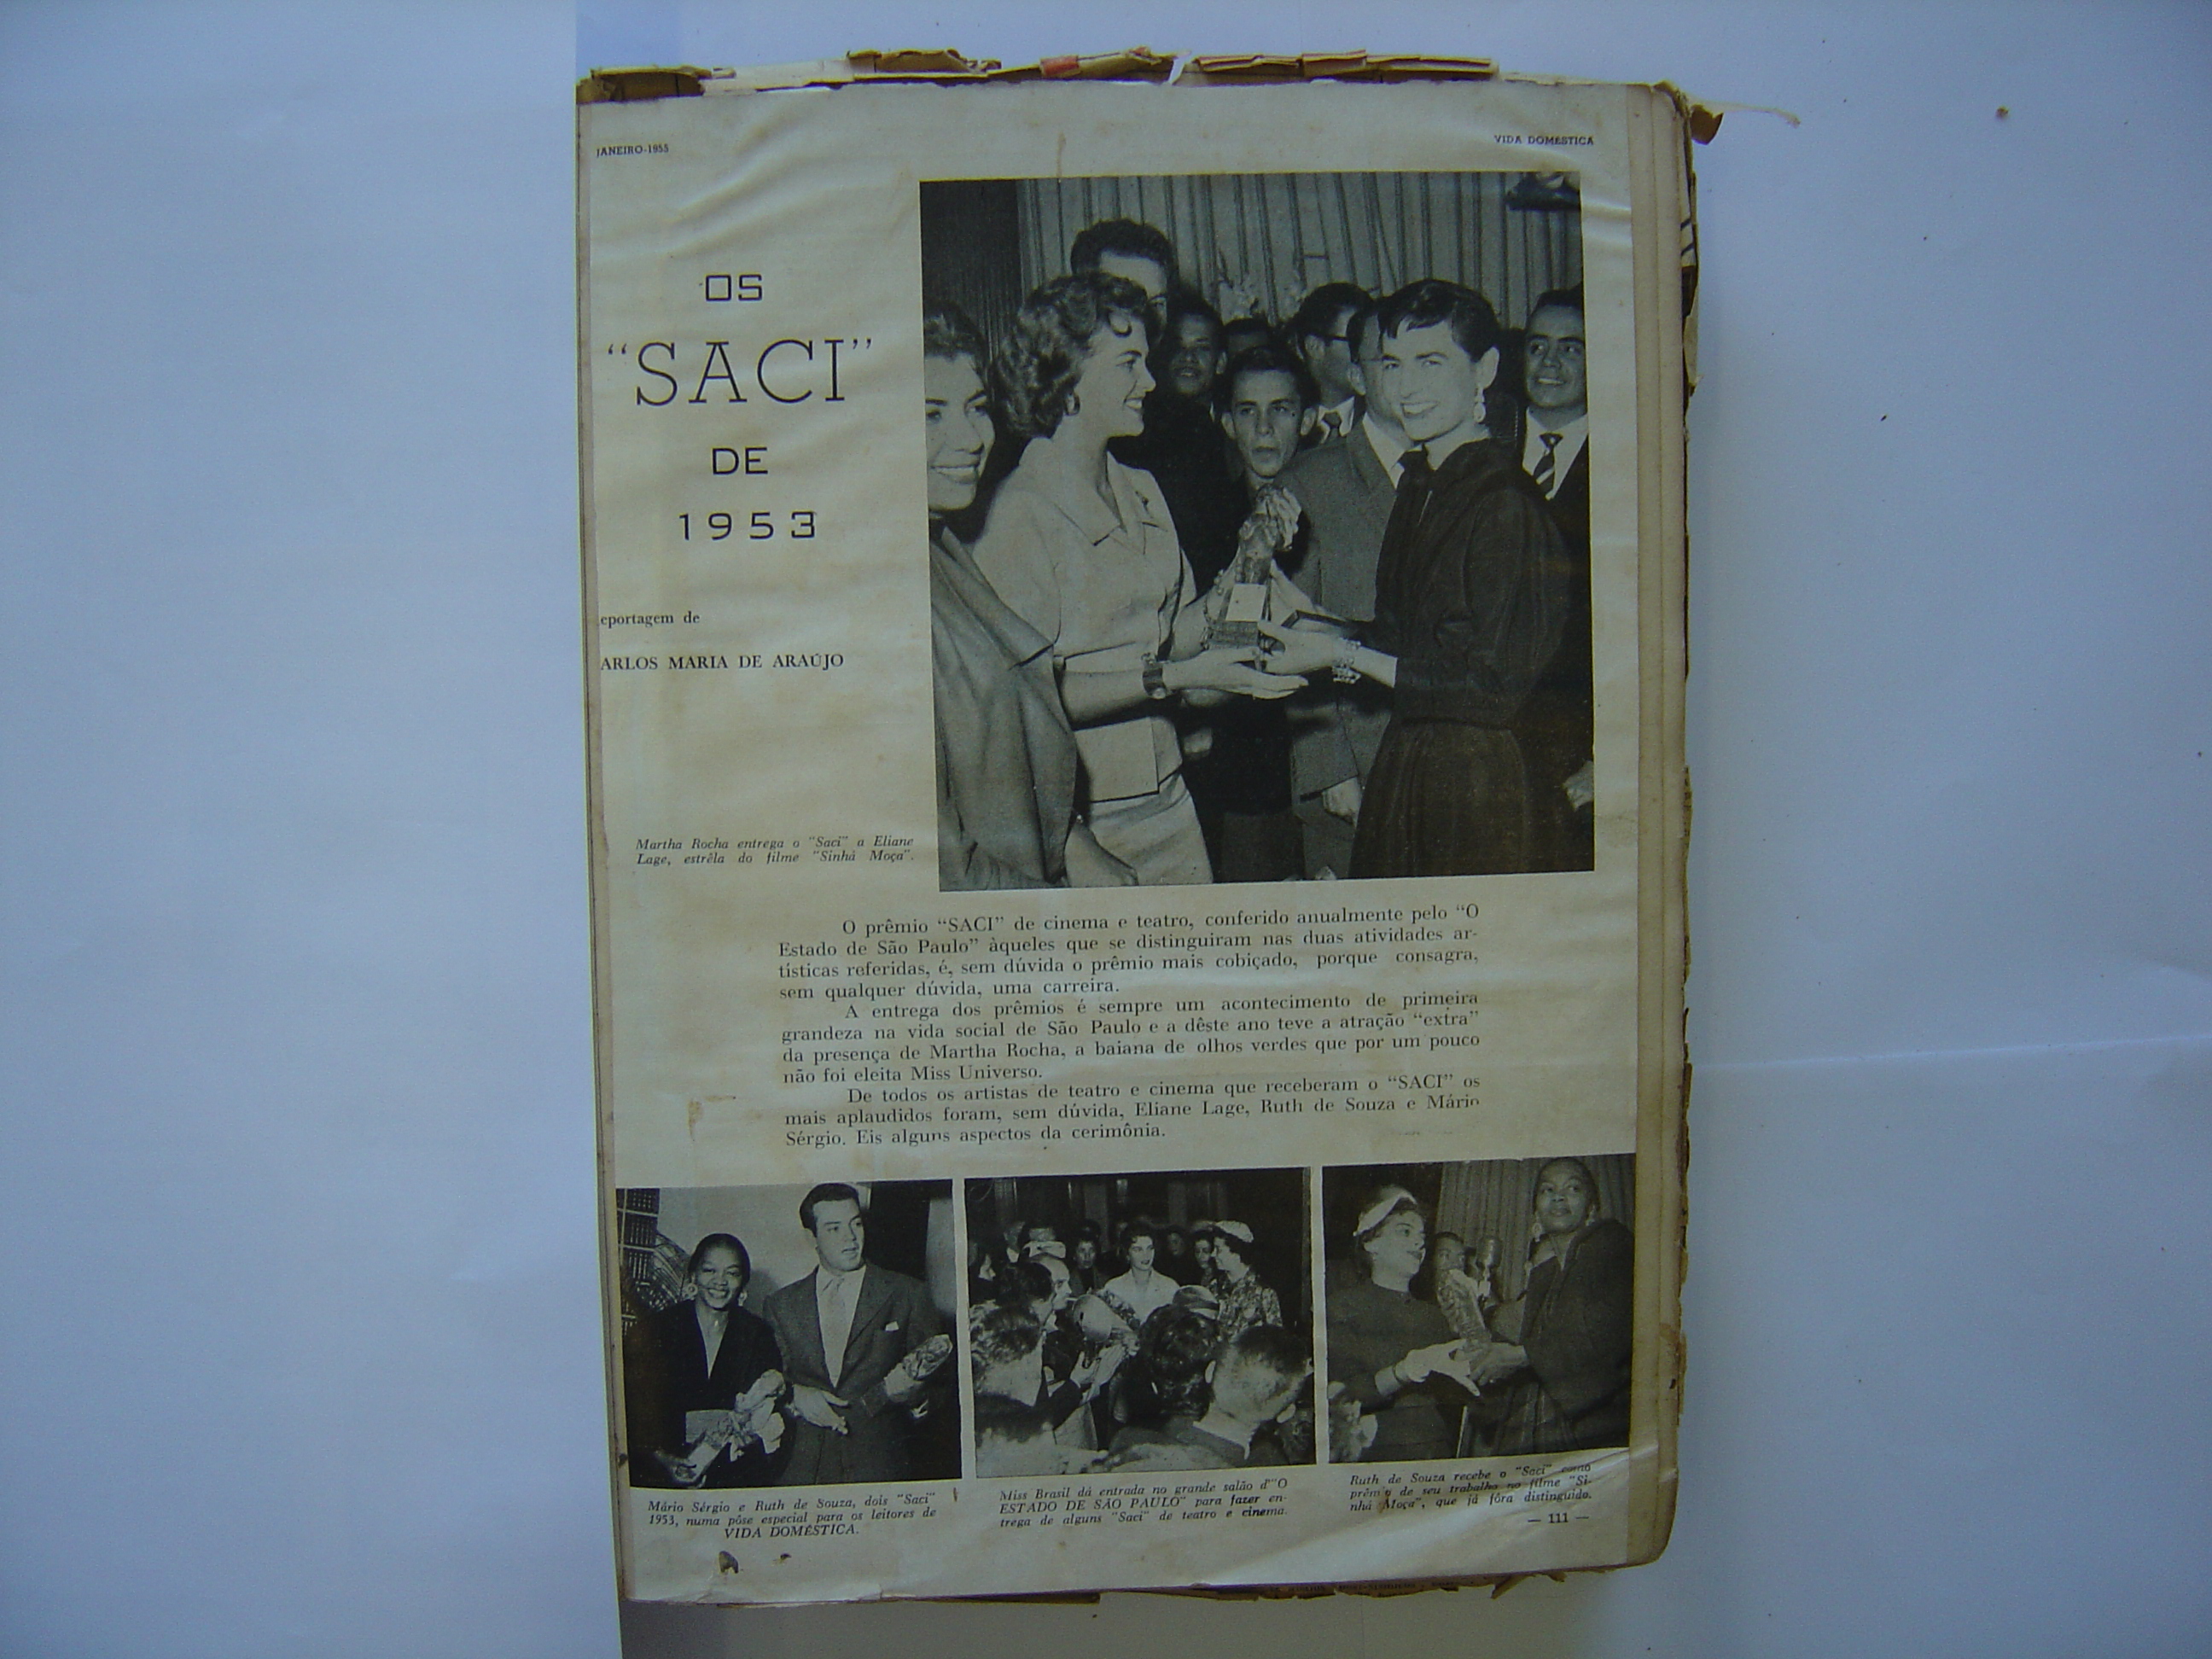 JANEIRO-1955
VIDA DOMÉSTICA
OS
“SACI”
DE
1953
eportagem de
ARLOS MARIA DE ARAÚJO
Martha Rocha entrega o "Saci" a Eliane
Lage, estrêla do filme "Sinhá Moça".
O prêmio “SACI” de cinema e teatro, conferido anualmente pelo “O
Estado de São Paulo” àqueles que se distinguiram nas duas atividades ar-
tísticas referidas, é, sem dúvida o prêmio mais cobiçado, porque consagra,
sem qualquer dúvida, uma carreira.
A entrega dos prêmios é sempre um acontecimento de primeira
grandeza na vida social de São Paulo e a dêste ano teve a atração “extra”
da presença de Martha Rocha, a baiana de olhos verdes que por um pouco
não foi eleita Miss Universo.
De todos os artistas de teatro e cinema que receberam o “SACI” os
mais aplaudidos foram, sem dúvida, Eliane Lage, Ruth de Souza e Mário
Sérgio. Eis alguns aspectos da cerimônia.
Mário Sérgio e Ruth de Souza, dois "Saci"
1953, numa pôse especial para os leitores de
VIDA DOMÉSTICA.
Miss Brasil dá entrada no grande salão d'"O
ESTADO DE SÃO PAULO" para fazer en-
trega de alguns "Saci" de teatro e cinema.
Ruth de Souza recebe o "Saci" como
prêmio de seu trabalho no filme "Si-
nhá Moça", que já fôra distinguido.
— 111 —